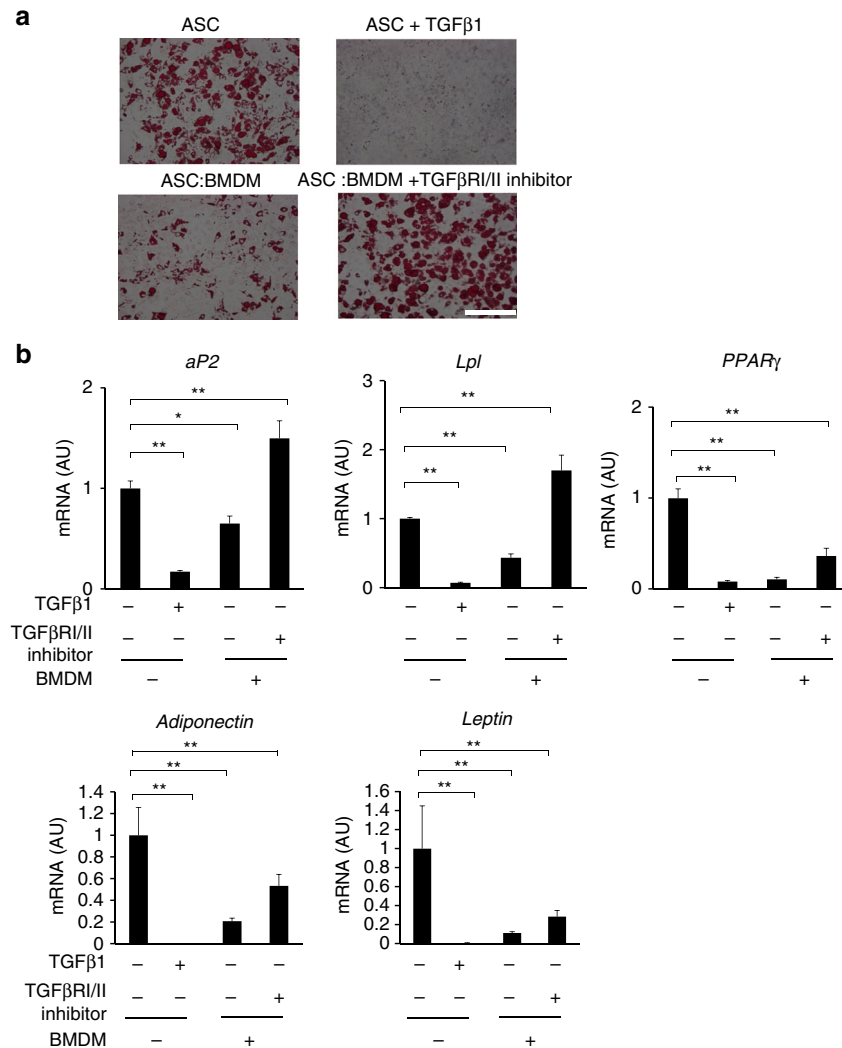 a
ASC
ASC + TGFβ1
ASC:BMDM
ASC :BMDM +TGFβRI/II inhibitor
b
aP2
mRNA (AU)
2
1
0
**
*
**
TGFβ1
– + – –
TGFβRI/II
inhibitor
– – – +
BMDM
– +
Lpl
mRNA (AU)
3
2
1
0
**
**
**
– + – –
– – – +
– +
PPARγ
mRNA (AU)
2
1
0
**
**
**
– + – –
– – – +
– +
Adiponectin
mRNA (AU)
1.4
1.2
1
0.8
0.6
0.4
0.2
0
**
**
**
TGFβ1
– + – –
TGFβRI/II
inhibitor
– – – +
BMDM
– +
Leptin
mRNA (AU)
1.6
1.4
1.2
1
0.8
0.6
0.4
0.2
0
**
**
**
– + – –
– – – +
– +